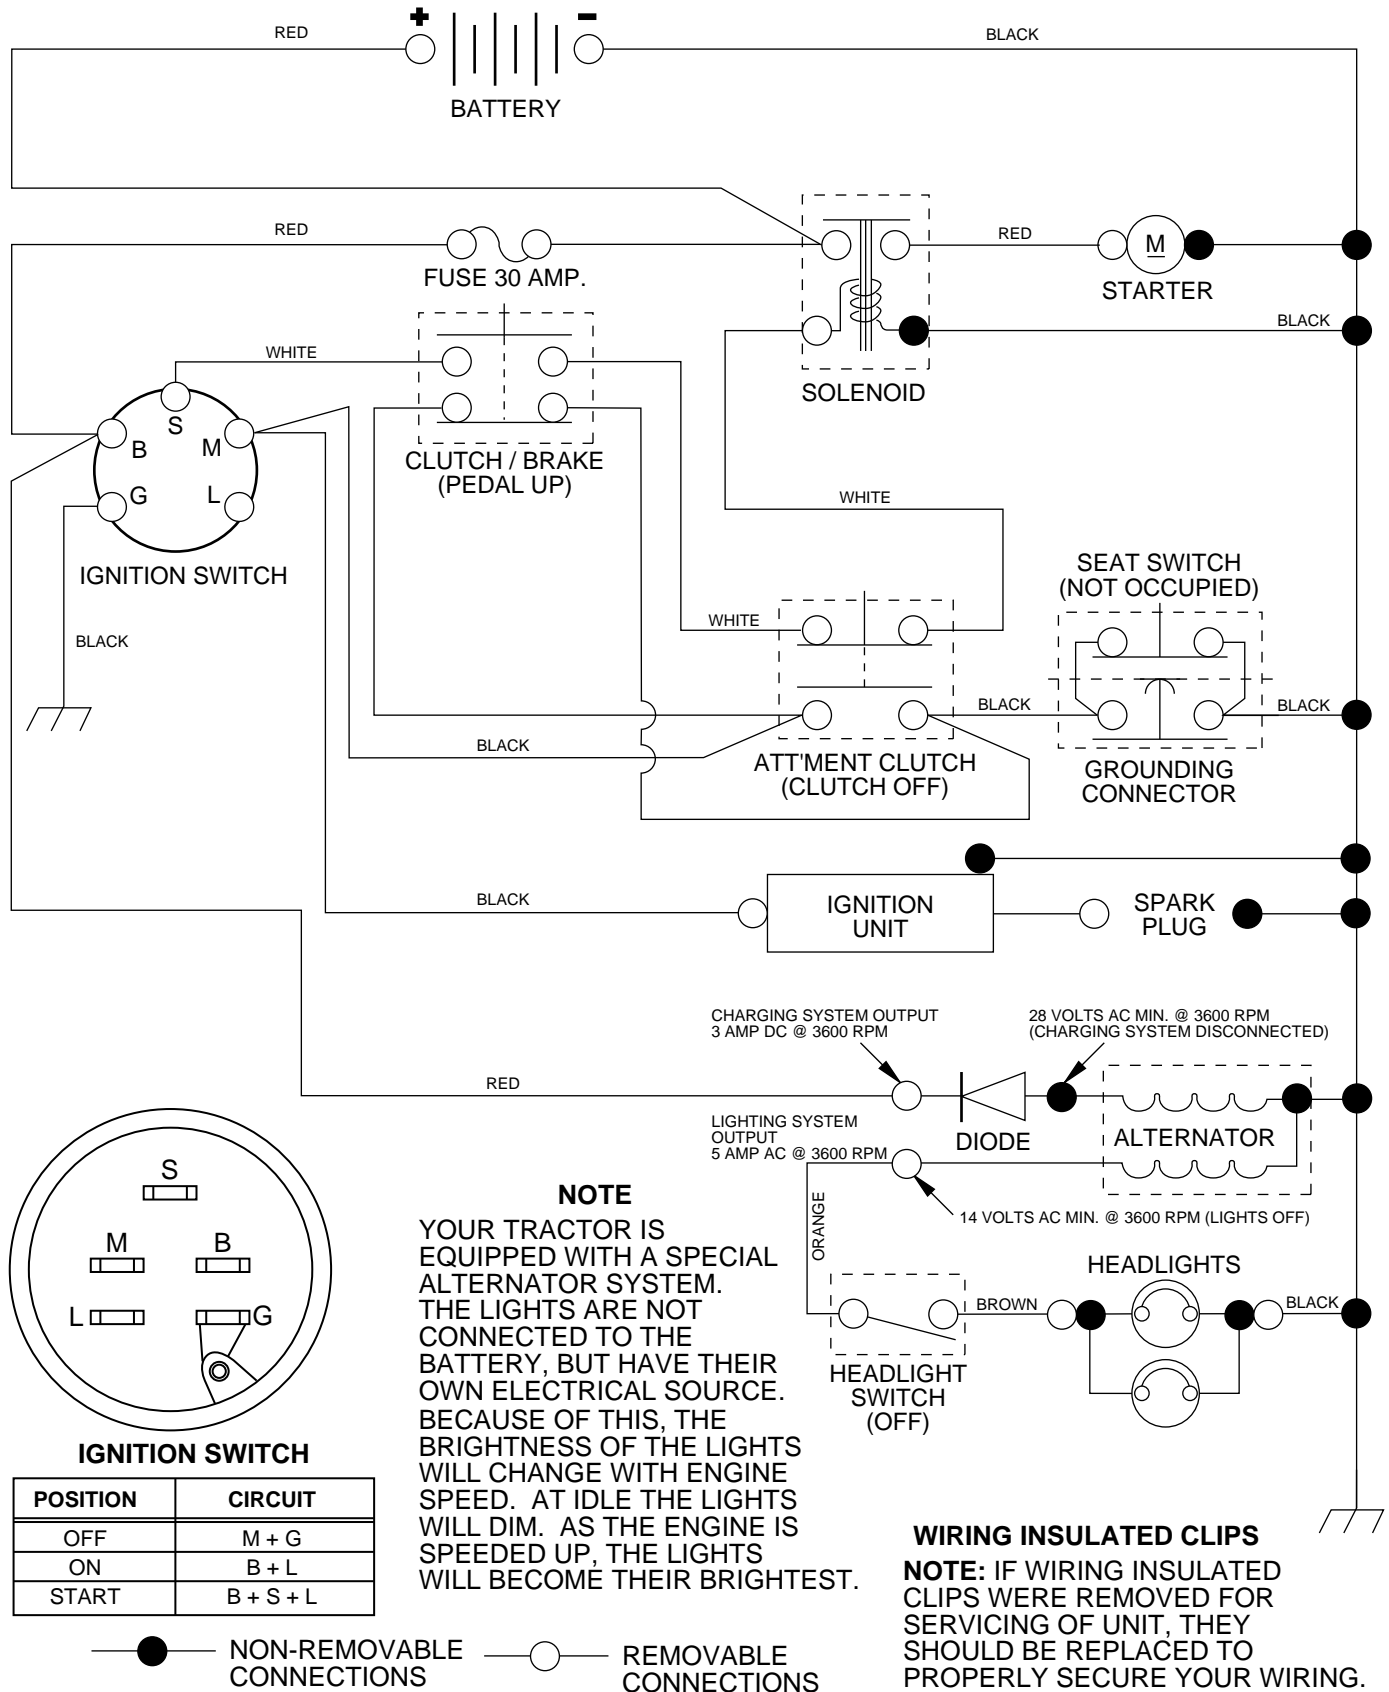 +
–
RED
BLACK
BATTERY
RED
FUSE 30 AMP.
RED
M
STARTER
BLACK
SOLENOID
WHITE
S
B
M
G
L
IGNITION SWITCH
CLUTCH / BRAKE
(PEDAL UP)
WHITE
BLACK
WHITE
SEAT SWITCH
(NOT OCCUPIED)
BLACK
BLACK
BLACK
ATT'MENT CLUTCH
(CLUTCH OFF)
GROUNDING
CONNECTOR
BLACK
IGNITION
UNIT
SPARK
PLUG
CHARGING SYSTEM OUTPUT
3 AMP DC @ 3600 RPM
28 VOLTS AC MIN. @ 3600 RPM
(CHARGING SYSTEM DISCONNECTED)
RED
DIODE
ALTERNATOR
LIGHTING SYSTEM
OUTPUT
5 AMP AC @ 3600 RPM
14 VOLTS AC MIN. @ 3600 RPM (LIGHTS OFF)
ORANGE
HEADLIGHTS
BROWN
BLACK
HEADLIGHT
SWITCH
(OFF)
S
M
B
L
G
IGNITION SWITCH
POSITION CIRCUIT
OFF M + G
ON B + L
START B + S + L
NOTE
YOUR TRACTOR IS
EQUIPPED WITH A SPECIAL
ALTERNATOR SYSTEM.
THE LIGHTS ARE NOT
CONNECTED TO THE
BATTERY, BUT HAVE THEIR
OWN ELECTRICAL SOURCE.
BECAUSE OF THIS, THE
BRIGHTNESS OF THE LIGHTS
WILL CHANGE WITH ENGINE
SPEED. AT IDLE THE LIGHTS
WILL DIM. AS THE ENGINE IS
SPEEDED UP, THE LIGHTS
WILL BECOME THEIR BRIGHTEST.
WIRING INSULATED CLIPS
NOTE: IF WIRING INSULATED
CLIPS WERE REMOVED FOR
SERVICING OF UNIT, THEY
SHOULD BE REPLACED TO
PROPERLY SECURE YOUR WIRING.
NON-REMOVABLE
CONNECTIONS
REMOVABLE
CONNECTIONS